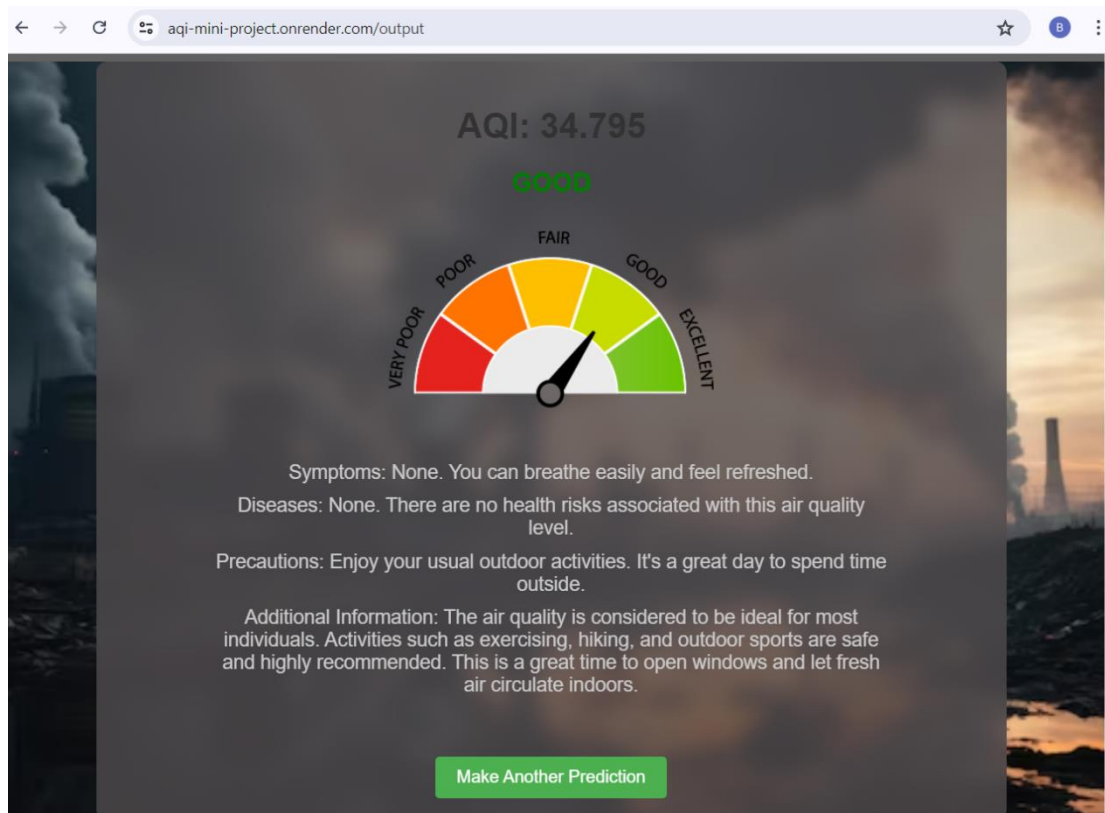 aqi-mini-project.onrender.com/output
B
AQI: 34.795
GOOD
FAIR
POOR
GOOD
VERY POOR
EXCELLENT
Symptoms: None. You can breathe easily and feel refreshed.
Diseases: None. There are no health risks associated with this air quality
level.
Precautions: Enjoy your usual outdoor activities. It's a great day to spend time
outside.
Additional Information: The air quality is considered to be ideal for most
individuals. Activities such as exercising, hiking, and outdoor sports are safe
and highly recommended. This is a great time to open windows and let fresh
air circulate indoors.
Make Another Prediction